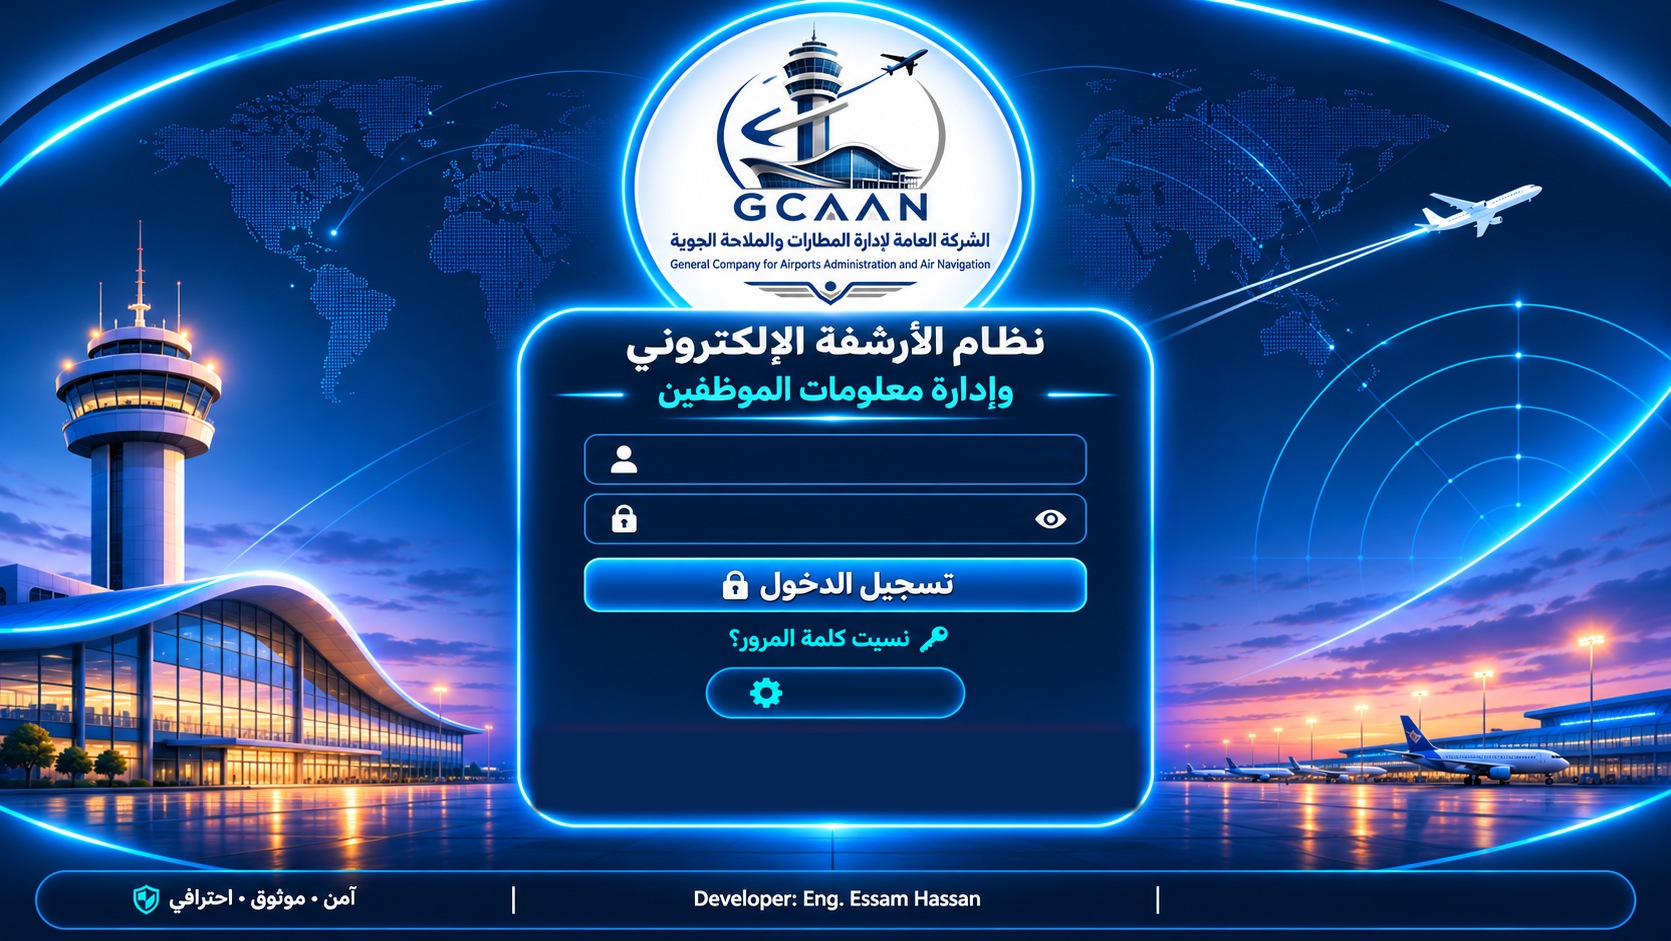 GCAAN
الشركة العامة لإدارة المطارات والملاحة الجوية
General Company for Airports Administration and Air Navigation
نظام الأرشفة الإلكتروني
وإدارة معلومات الموظفين
تسجيل الدخول
نسيت كلمة المرور؟
آمن • موثوق • احترافي
Developer: Eng. Essam Hassan